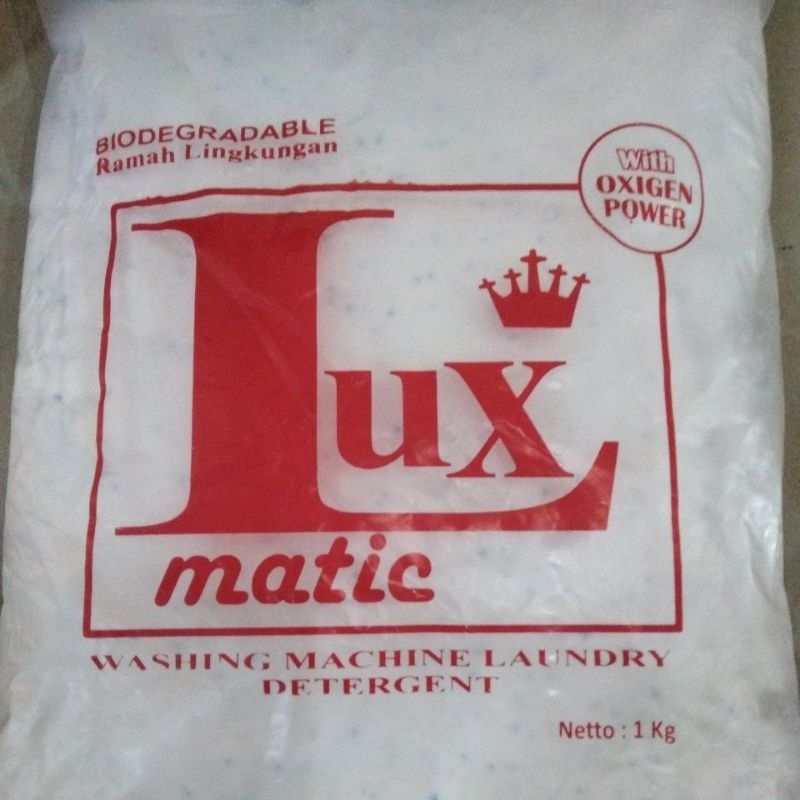 BIODEGRADABLE
Ramah Lingkungan
With
OXIGEN
POWER
Lux
matic
WASHING MACHINE LAUNDRY
DETERGENT
Netto : 1 Kg